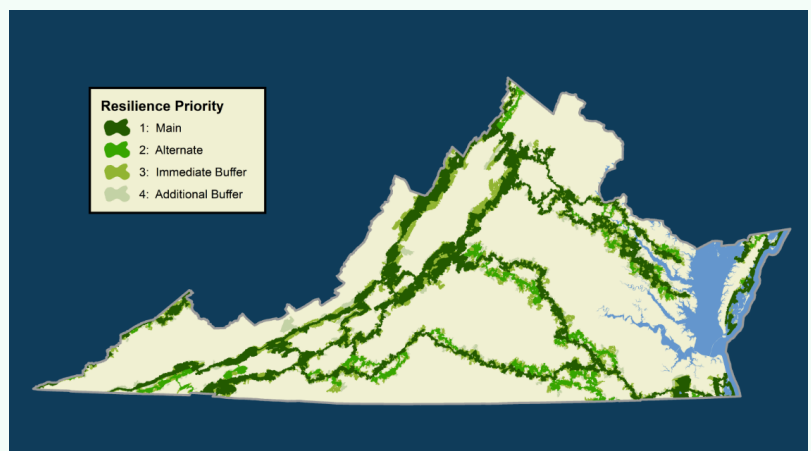 Resilience Priority
1: Main
2: Alternate
3: Immediate Buffer
4: Additional Buffer